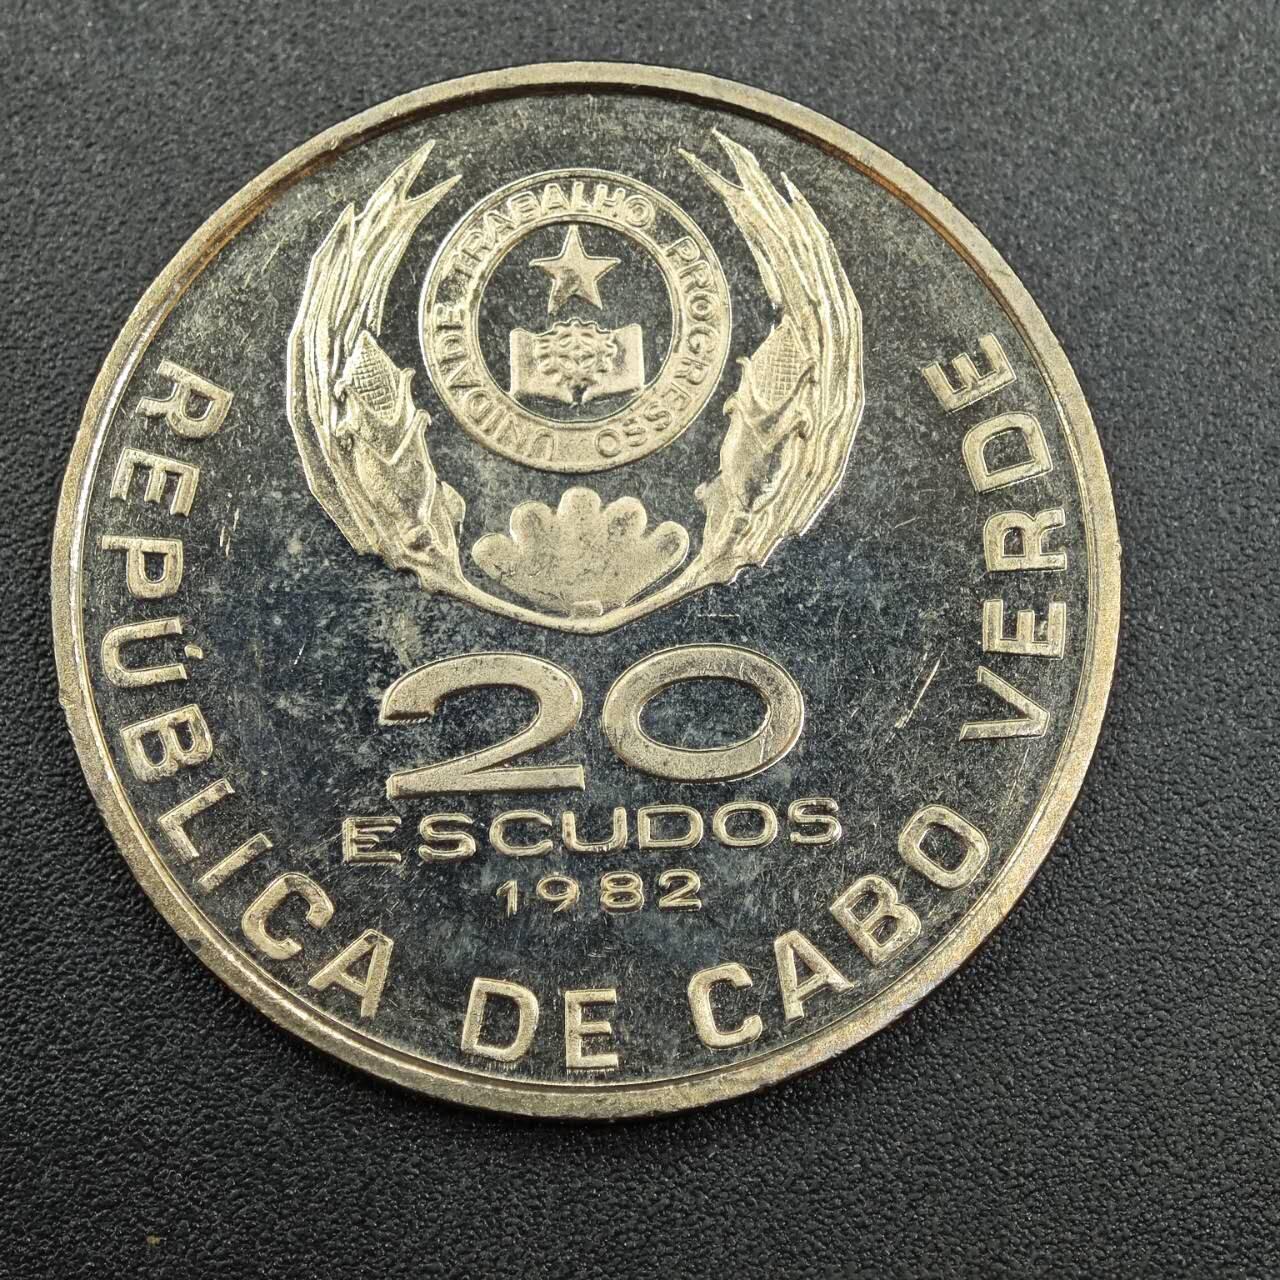 UNIDADE TRABALHO PROGRESSO
20
ESCUDOS
1982
REPÚBLICA DE CABO VERDE